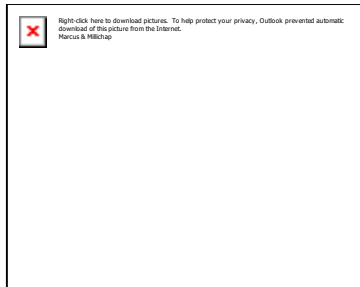 Right-click here to download pictures. To help protect your privacy, Outlook prevented automatic
download of this picture from the Internet.
Marcus & Millichap